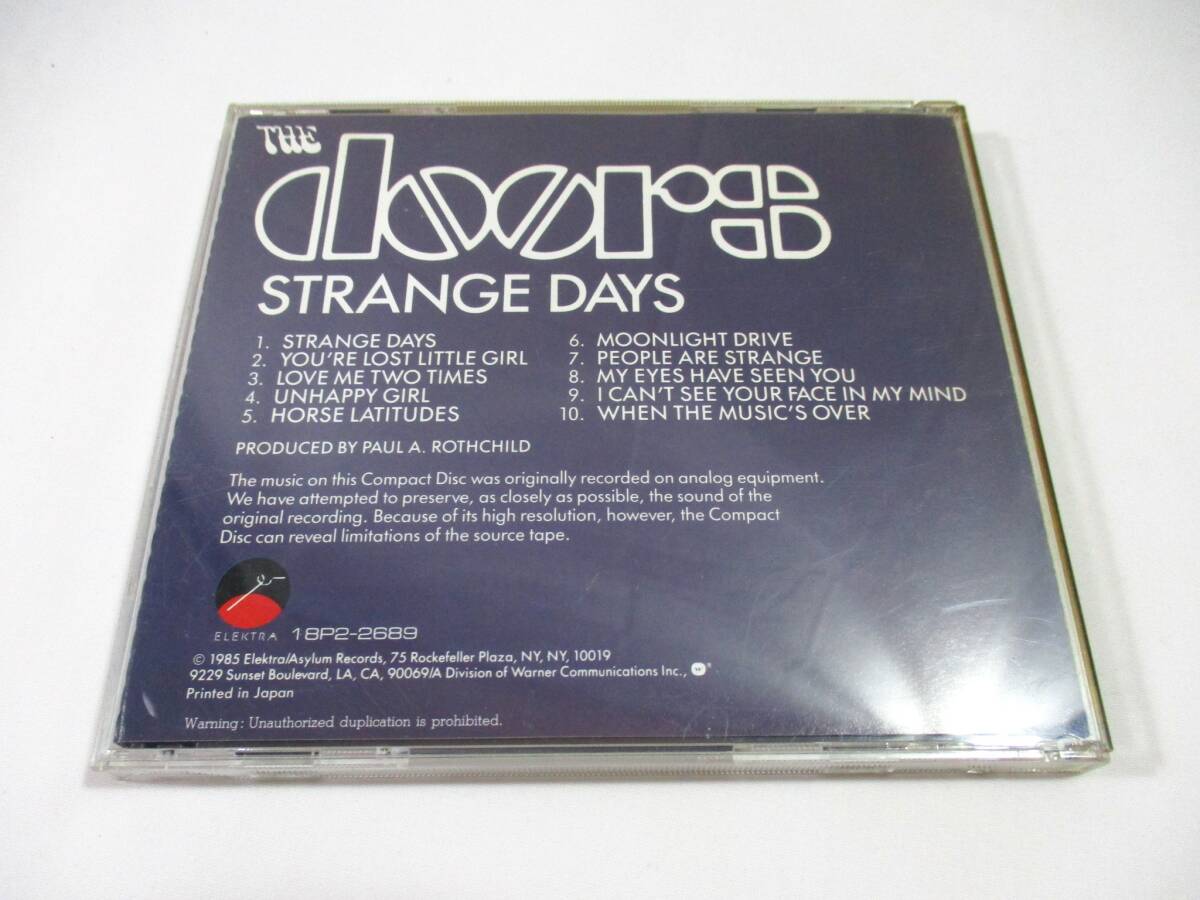 THE
doors
STRANGE DAYS
1. STRANGE DAYS
2. YOU'RE LOST LITTLE GIRL
3. LOVE ME TWO TIMES
4. UNHAPPY GIRL
5. HORSE LATITUDES
6. MOONLIGHT DRIVE
7. PEOPLE ARE STRANGE
8. MY EYES HAVE SEEN YOU
9. I CAN'T SEE YOUR FACE IN MY MIND
10. WHEN THE MUSIC'S OVER
PRODUCED BY PAUL A. ROTHCHILD
The music on this Compact Disc was originally recorded on analog equipment.
We have attempted to preserve, as closely as possible, the sound of the
original recording. Because of its high resolution, however, the Compact
Disc can reveal limitations of the source tape.
ELEKTRA 18P2-2689
© 1985 Elektra/Asylum Records, 75 Rockefeller Plaza, NY, NY, 10019
9229 Sunset Boulevard, LA, CA, 90069/A Division of Warner Communications Inc.,
Printed in Japan
Warning: Unauthorized duplication is prohibited.